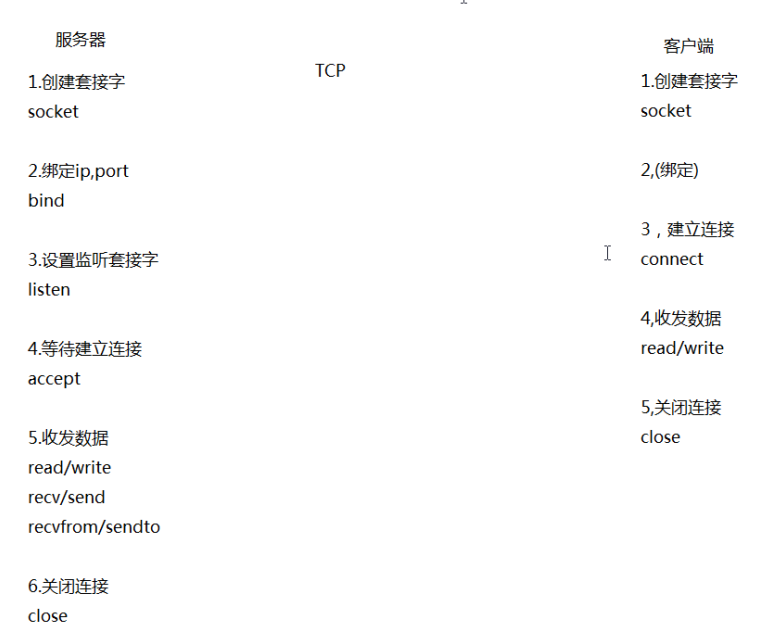 服务器
1.创建套接字
socket
2.绑定ip,port
bind
3.设置监听套接字
listen
4.等待建立连接
accept
5.收发数据
read/write
recv/send
recvfrom/sendto
6.关闭连接
close
TCP
客户端
1.创建套接字
socket
2,(绑定)
3，建立连接
connect
4,收发数据
read/write
5,关闭连接
close